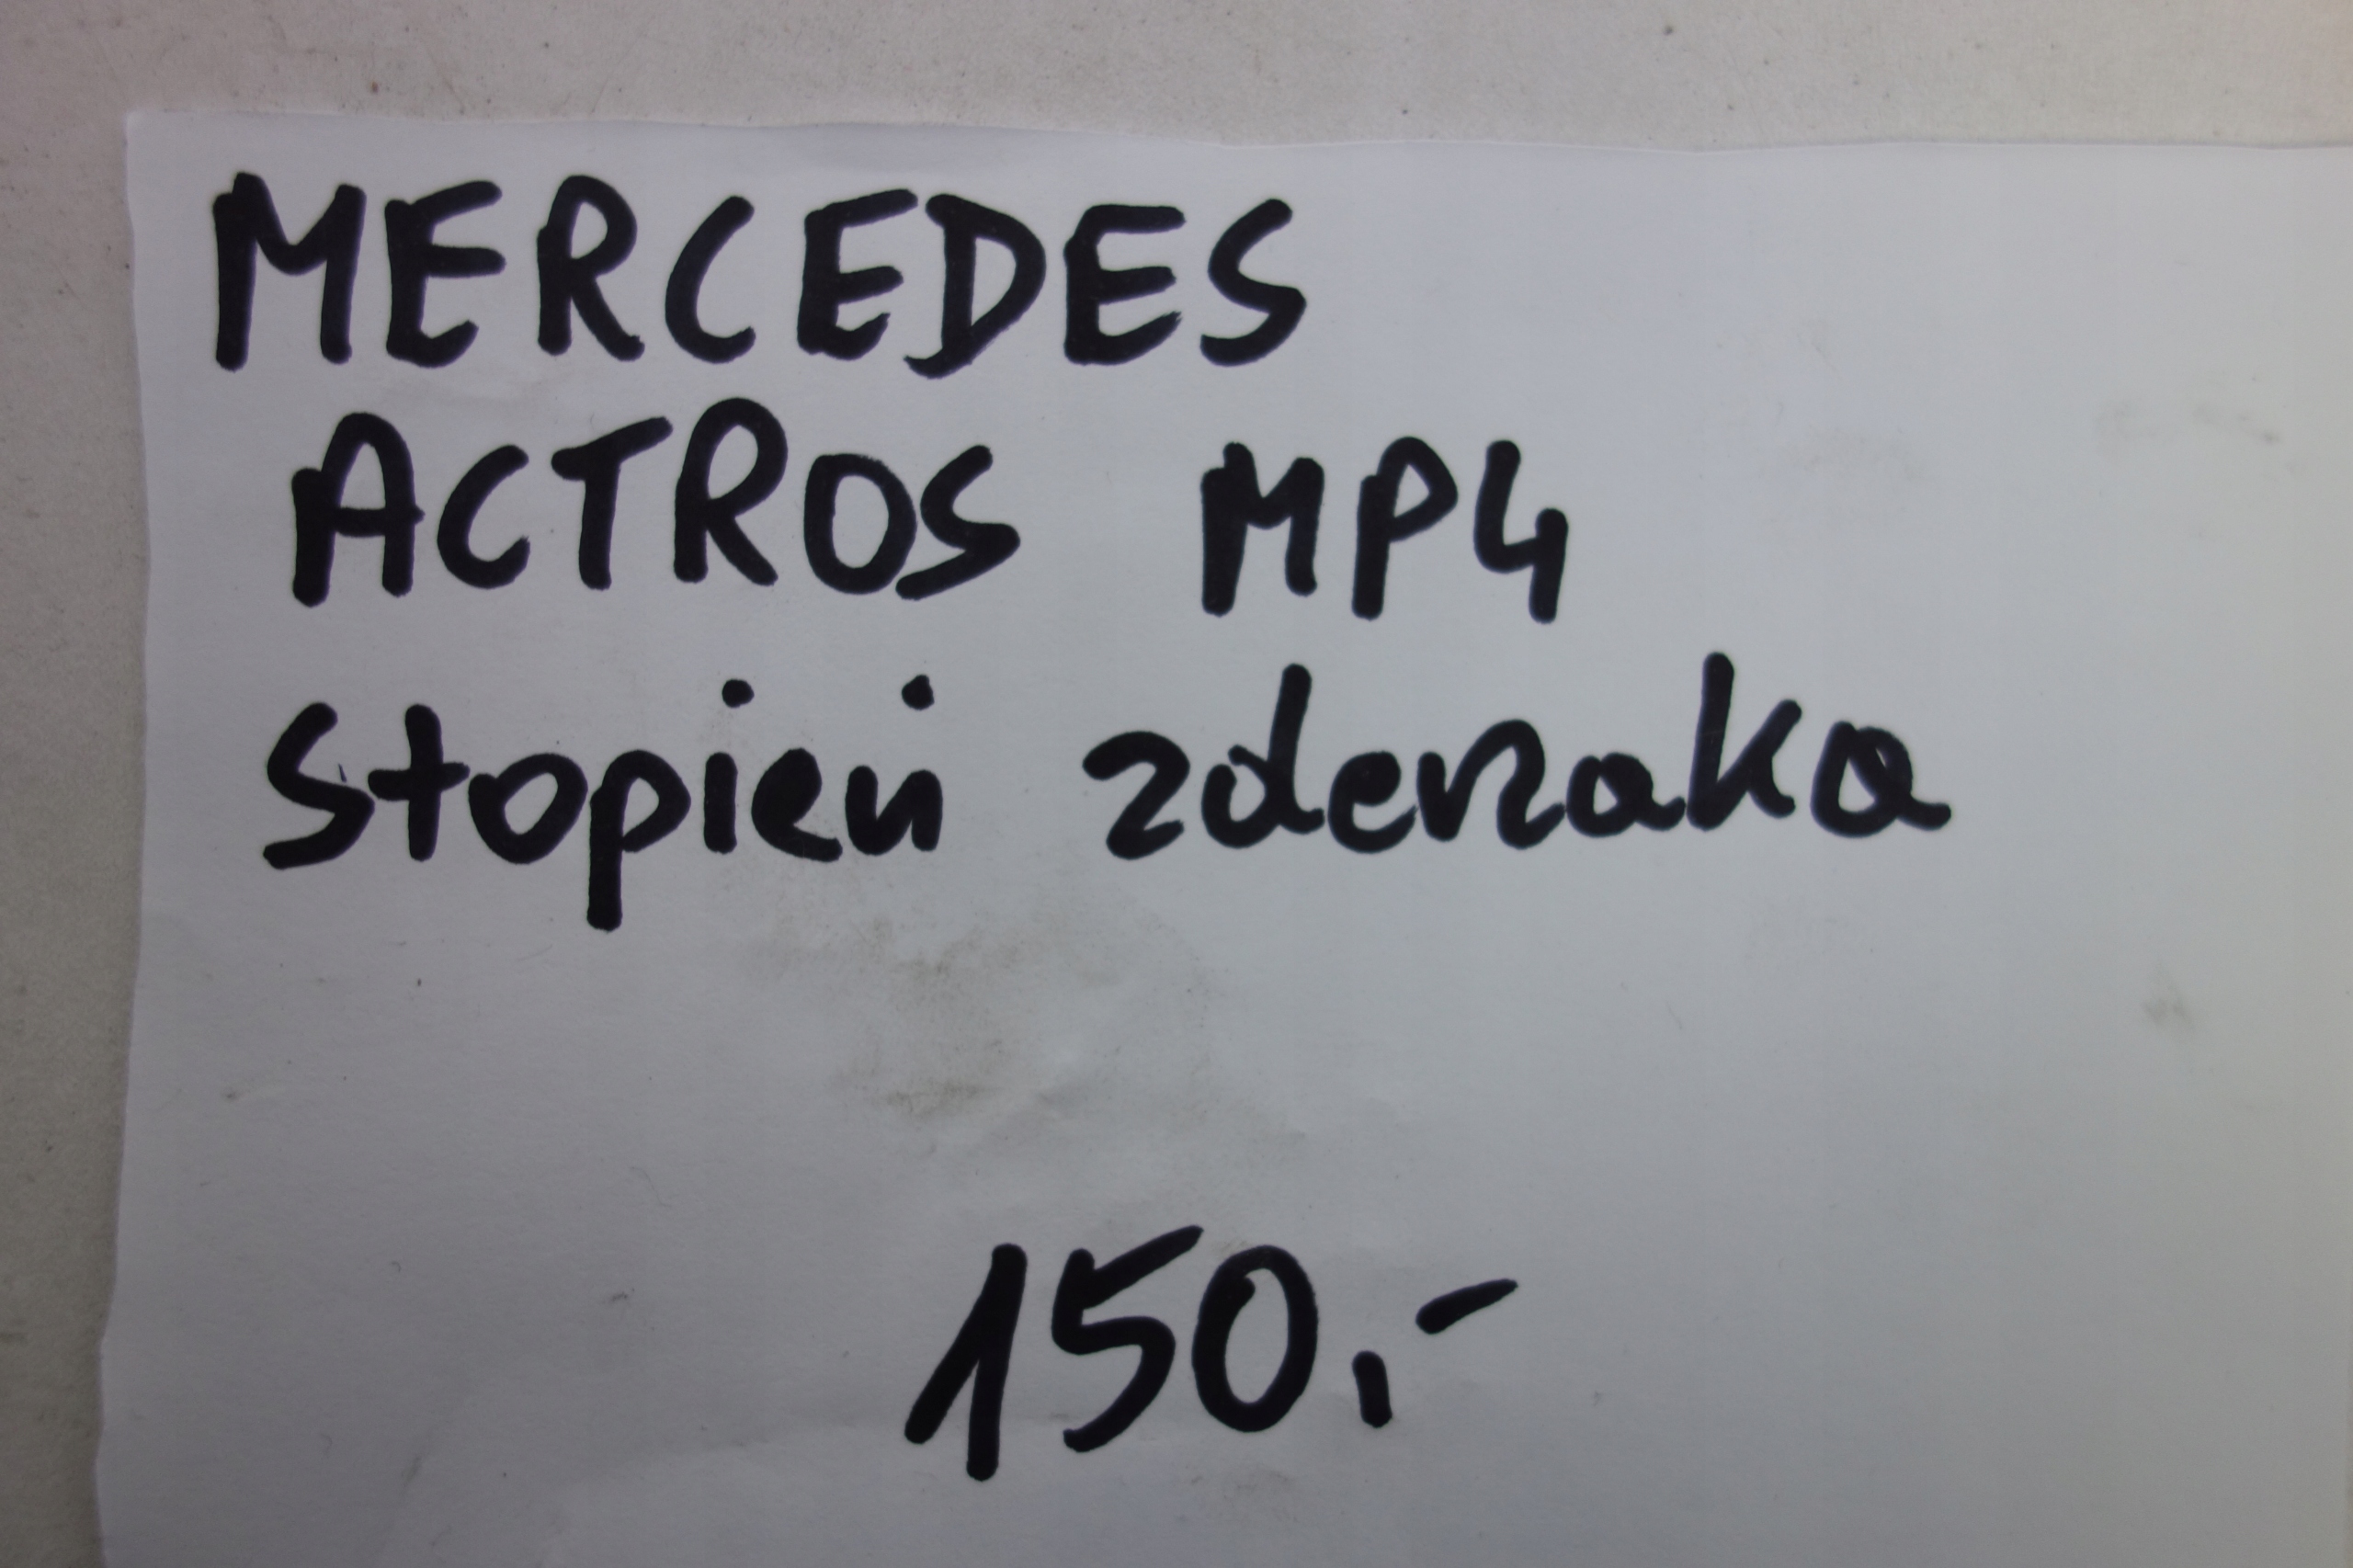 MERCEDES
ACTROS MP4
Stopień zderzaka
150,-